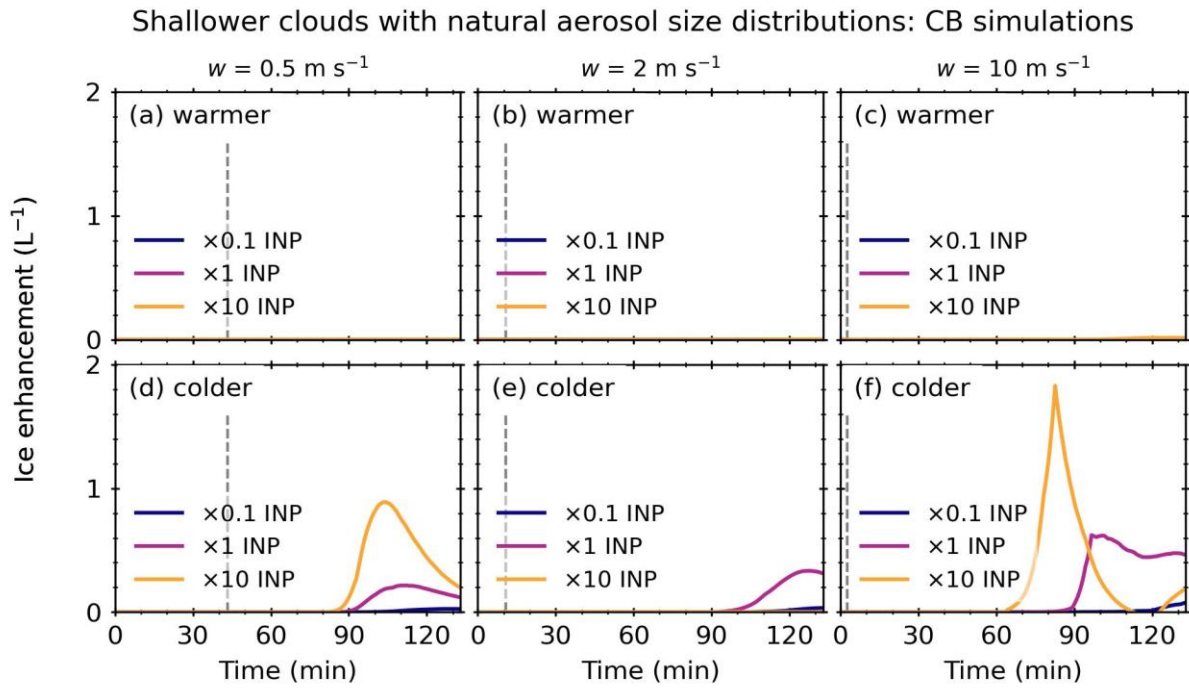 Shallower clouds with natural aerosol size distributions: CB simulations
w = 0.5 m s⁻¹
w = 2 m s⁻¹
w = 10 m s⁻¹
Ice enhancement (L⁻¹)
2
1
0
(a) warmer
×0.1 INP
×1 INP
×10 INP
(b) warmer
×0.1 INP
×1 INP
×10 INP
(c) warmer
×0.1 INP
×1 INP
×10 INP
2
1
0
(d) colder
×0.1 INP
×1 INP
×10 INP
(e) colder
×0.1 INP
×1 INP
×10 INP
(f) colder
×0.1 INP
×1 INP
×10 INP
0 30 60 90 120
0 30 60 90 120
0 30 60 90 120
Time (min)
Time (min)
Time (min)